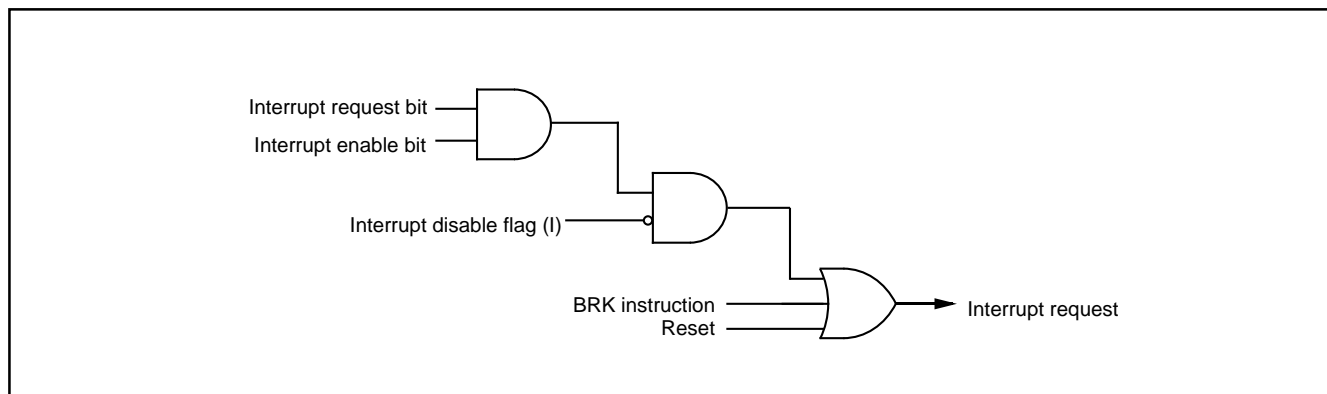 Interrupt request bit
Interrupt enable bit
Interrupt disable flag (I)
BRK instruction
Reset
Interrupt request